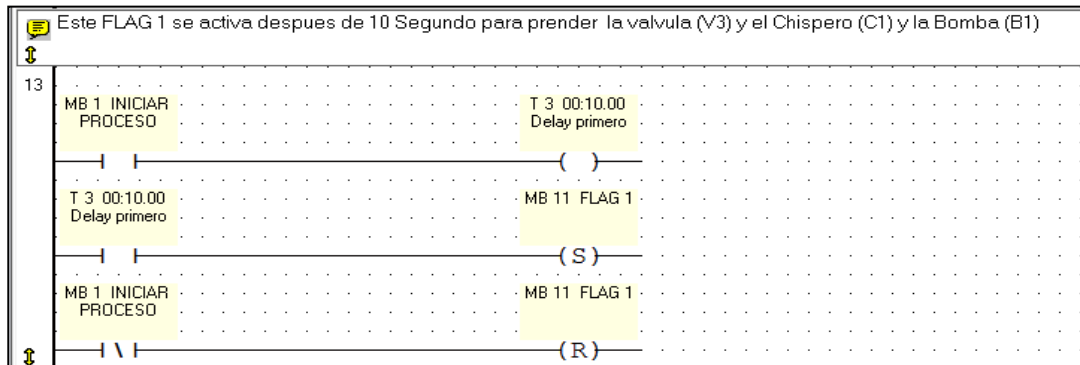 Este FLAG 1 se activa despues de 10 Segundo para prender la valvula (V3) y el Chispero (C1) y la Bomba (B1)
13
MB 1 INICIAR PROCESO
T 3 00:10.00 Delay primero
( )
T 3 00:10.00 Delay primero
MB 11 FLAG 1
(S)
MB 1 INICIAR PROCESO
MB 11 FLAG 1
(R)